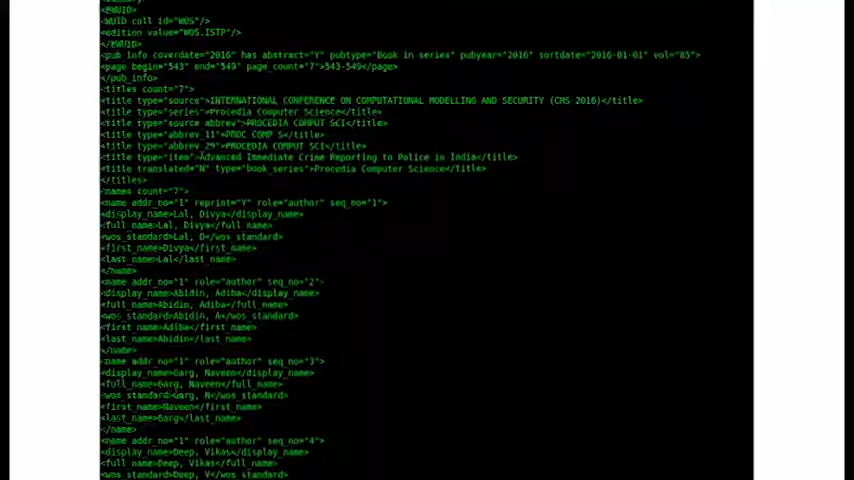 <EWUID>
<WUID coll_id="WOS"/>
<edition value="WOS.ISTP"/>
</EWUID>
<pub_info coverdate="2016" has_abstract="Y" pubtype="Book in series" pubyear="2016" sortdate="2016-01-01" vol="85">
<page begin="543" end="549" page_count="7">543-549</page>
</pub_info>
<titles count="7">
<title type="source">INTERNATIONAL CONFERENCE ON COMPUTATIONAL MODELLING AND SECURITY (CMS 2016)</title>
<title type="series">Procedia Computer Science</title>
<title type="source_abbrev">PROCEDIA COMPUT SCI</title>
<title type="abbrev_11">PROC COMP S</title>
<title type="abbrev_29">PROCEDIA COMPUT SCI</title>
<title type="item">Advanced Immediate Crime Reporting to Police in India</title>
<title translated="N" type="book_series">Procedia Computer Science</title>
</titles>
<names count="7">
<name addr_no="1" reprint="Y" role="author" seq_no="1">
<display_name>Lal, Divya</display_name>
<full_name>Lal, Divya</full_name>
<wos_standard>Lal, D</wos_standard>
<first_name>Divya</first_name>
<last_name>Lal</last_name>
</name>
<name addr_no="1" role="author" seq_no="2">
<display_name>Abidin, Adiba</display_name>
<full_name>Abidin, Adiba</full_name>
<wos_standard>Abidin, A</wos_standard>
<first_name>Adiba</first_name>
<last_name>Abidin</last_name>
</name>
<name addr_no="1" role="author" seq_no="3">
<display_name>Garg, Naveen</display_name>
<full_name>Garg, Naveen</full_name>
<wos_standard>Garg, N</wos_standard>
<first_name>Naveen</first_name>
<last_name>Garg</last_name>
</name>
<name addr_no="1" role="author" seq_no="4">
<display_name>Deep, Vikas</display_name>
<full_name>Deep, Vikas</full_name>
<wos_standard>Deep, V</wos_standard>